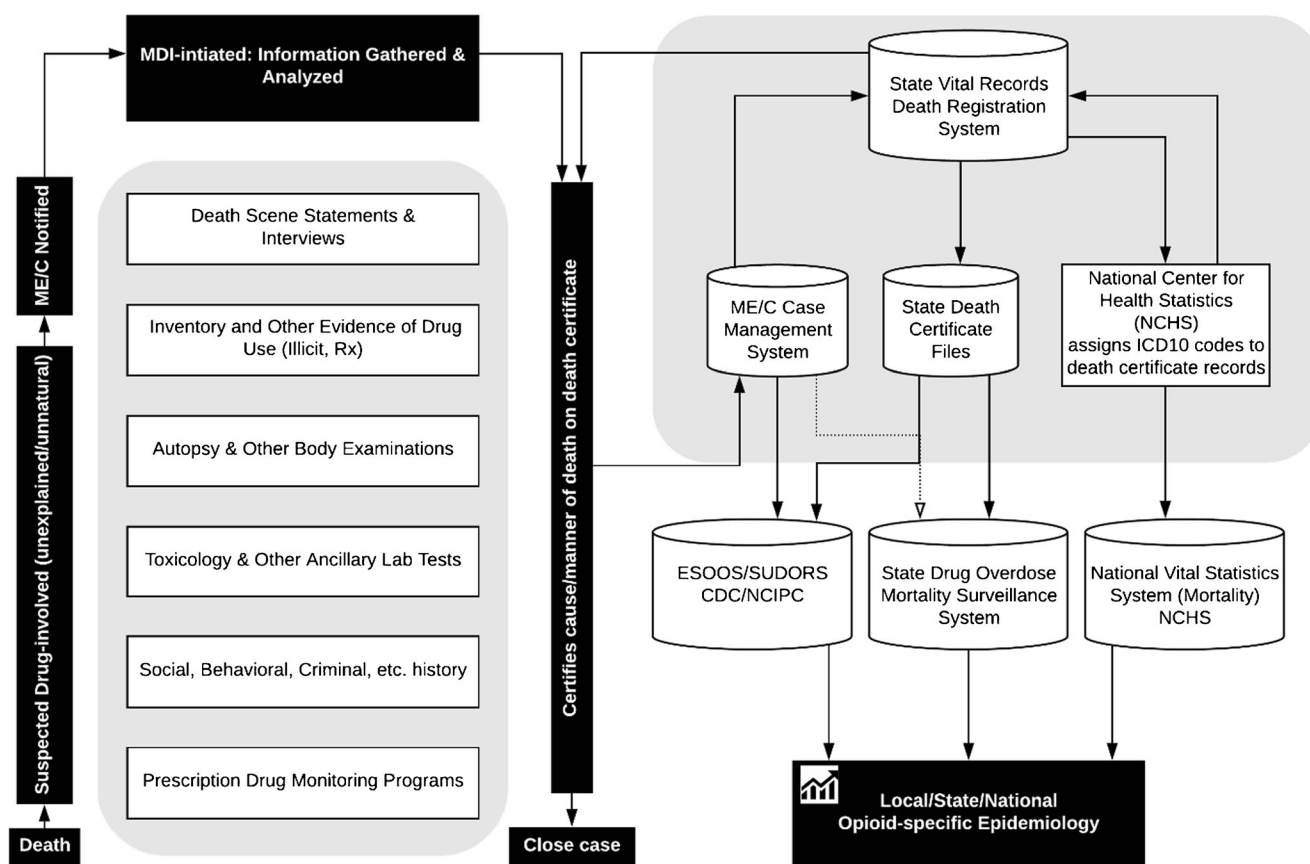 MDI-intiated: Information Gathered &
Analyzed
ME/C Notified
Suspected Drug-involved (unexplained/unnatural)
Death
Death Scene Statements &
Interviews
Inventory and Other Evidence of Drug
Use (Illicit, Rx)
Autopsy & Other Body Examinations
Toxicology & Other Ancillary Lab Tests
Social, Behavioral, Criminal, etc. history
Prescription Drug Monitoring Programs
Certifies cause/manner of death on death certificate
Close case
State Vital Records
Death Registration
System
ME/C Case
Management
System
State Death
Certificate
Files
National Center for
Health Statistics
(NCHS)
assigns ICD10 codes to
death certificate records
ESOOS/SUDORS
CDC/NCIPC
State Drug Overdose
Mortality Surveillance
System
National Vital Statistics
System (Mortality)
NCHS
Local/State/National
Opioid-specific Epidemiology